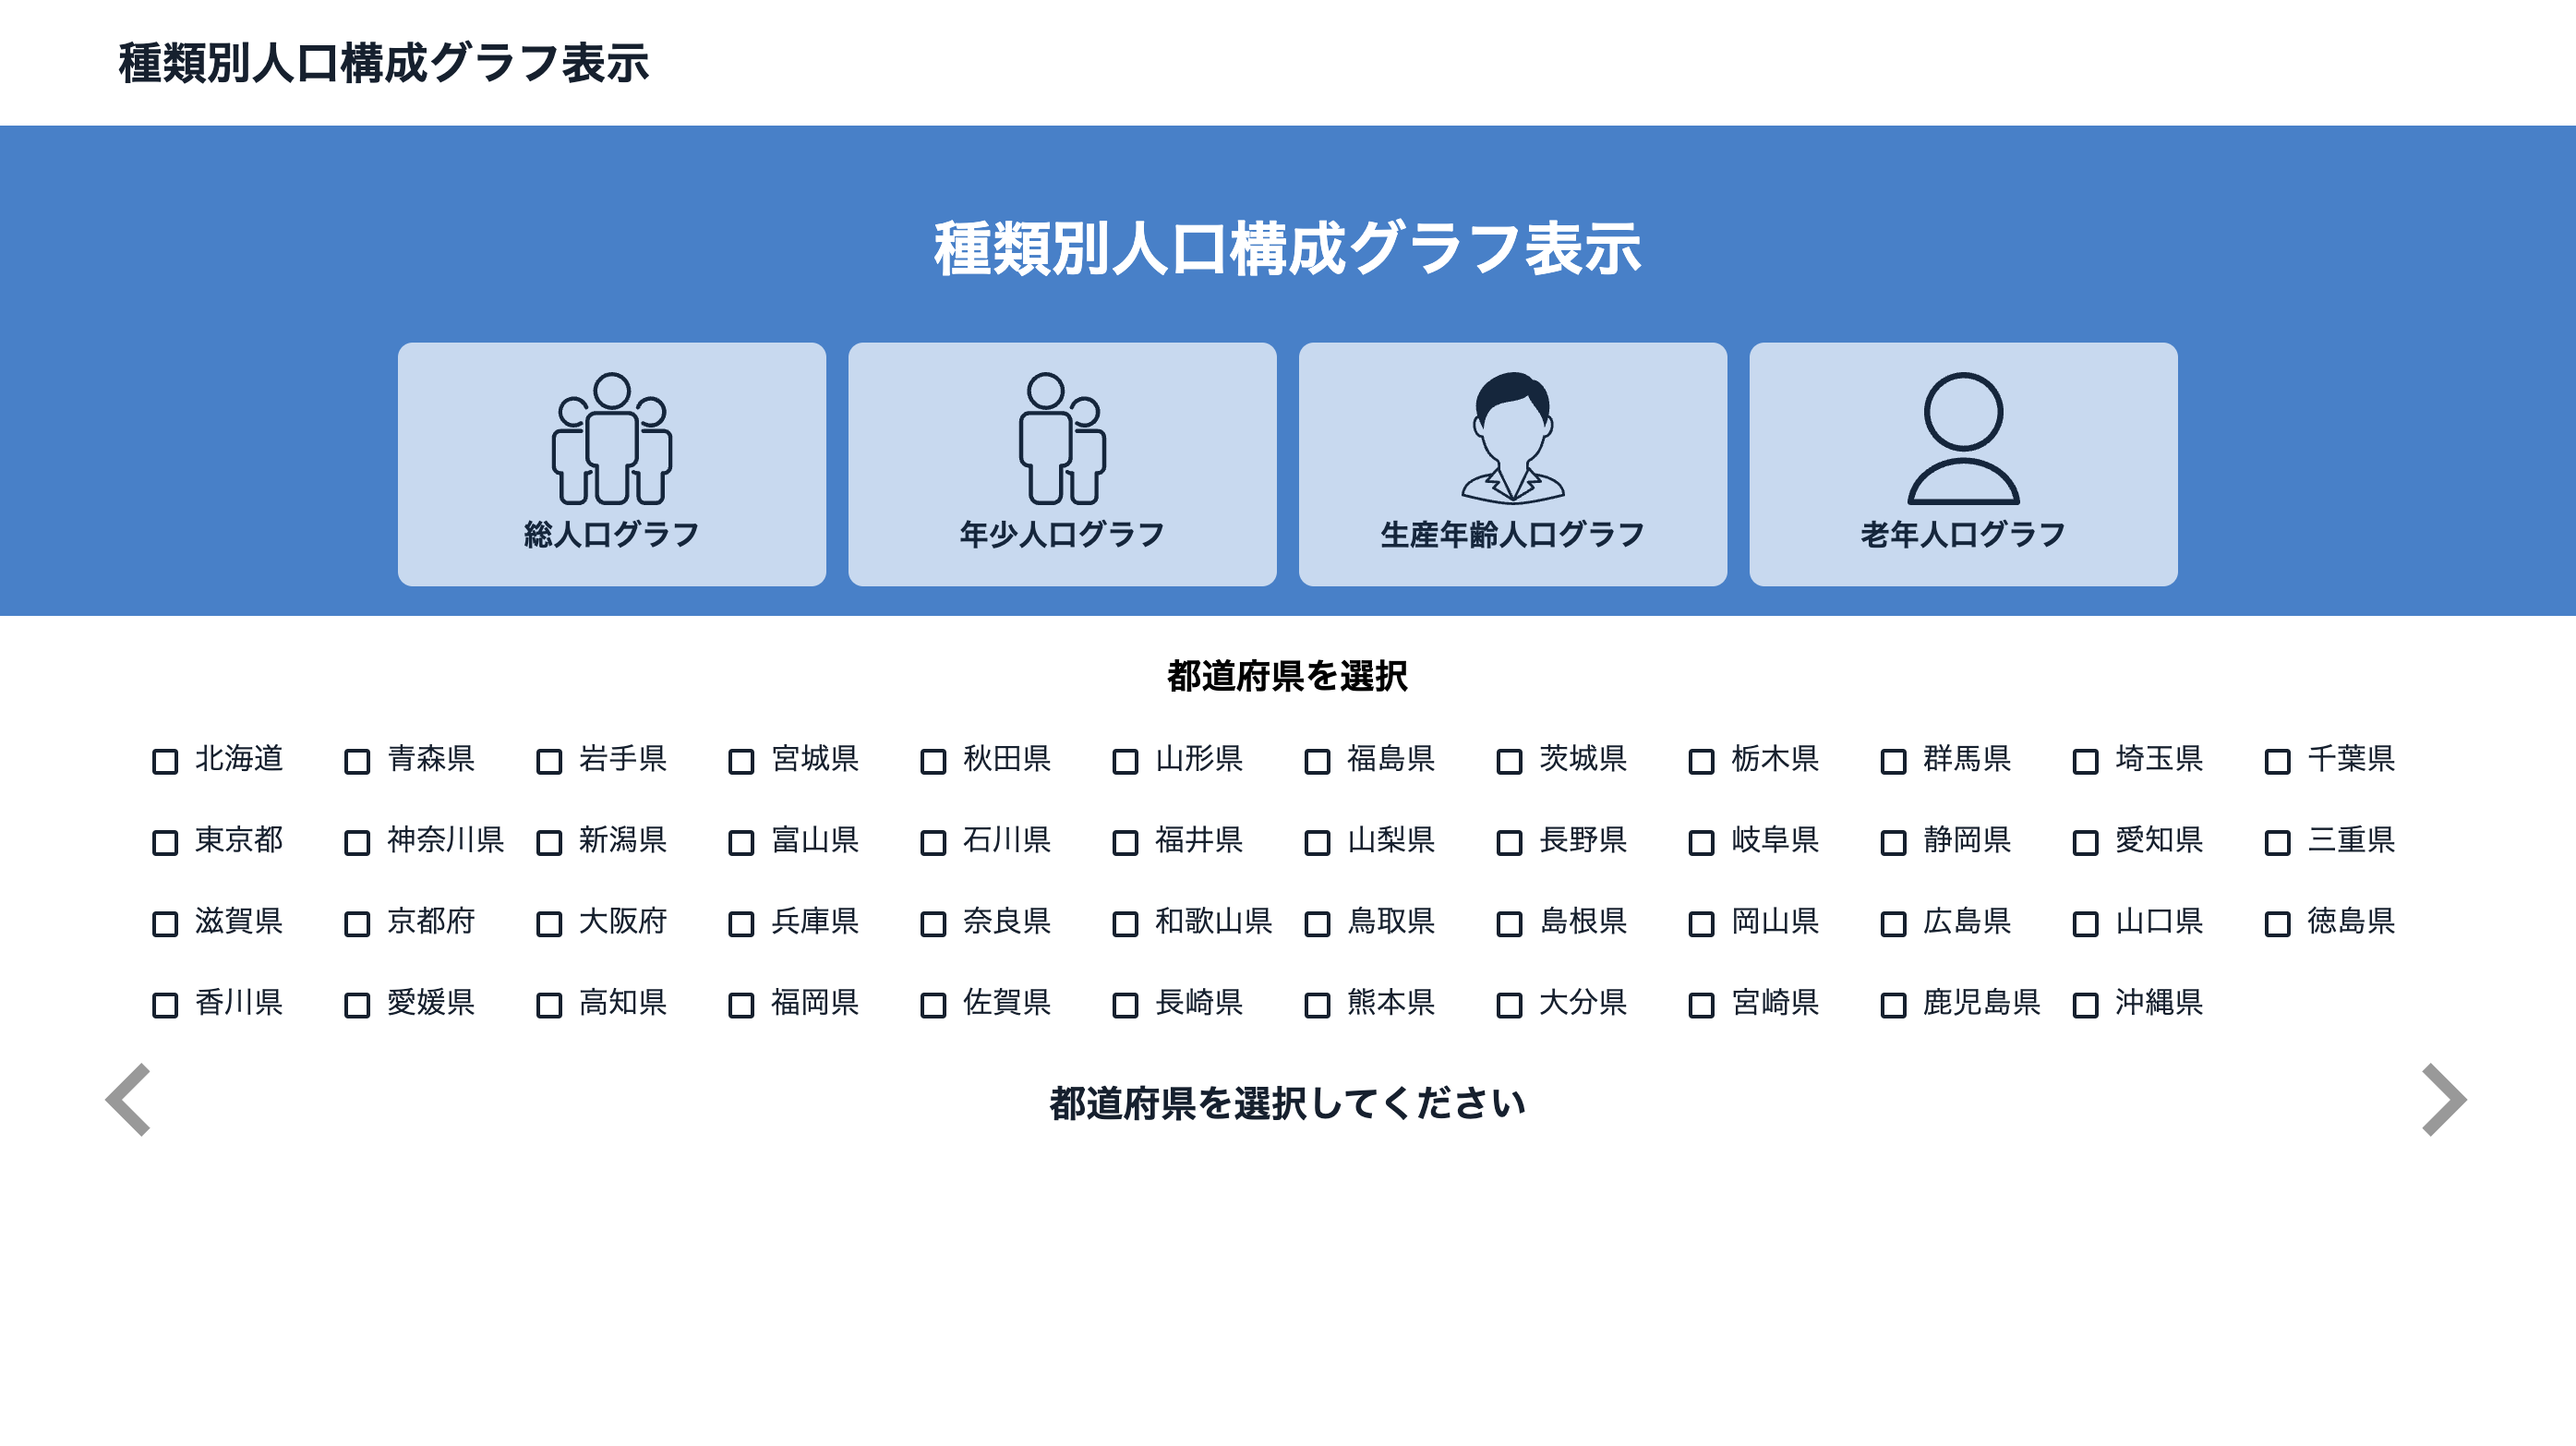 種類別人口構成グラフ表示
種類別人口構成グラフ表示
総人口グラフ
年少人口グラフ
生産年齢人口グラフ
老年人口グラフ
都道府県を選択
北海道 青森県 岩手県 宮城県 秋田県 山形県 福島県 茨城県 栃木県 群馬県 埼玉県 千葉県
東京都 神奈川県 新潟県 富山県 石川県 福井県 山梨県 長野県 岐阜県 静岡県 愛知県 三重県
滋賀県 京都府 大阪府 兵庫県 奈良県 和歌山県 鳥取県 島根県 岡山県 広島県 山口県 徳島県
香川県 愛媛県 高知県 福岡県 佐賀県 長崎県 熊本県 大分県 宮崎県 鹿児島県 沖縄県
都道府県を選択してください